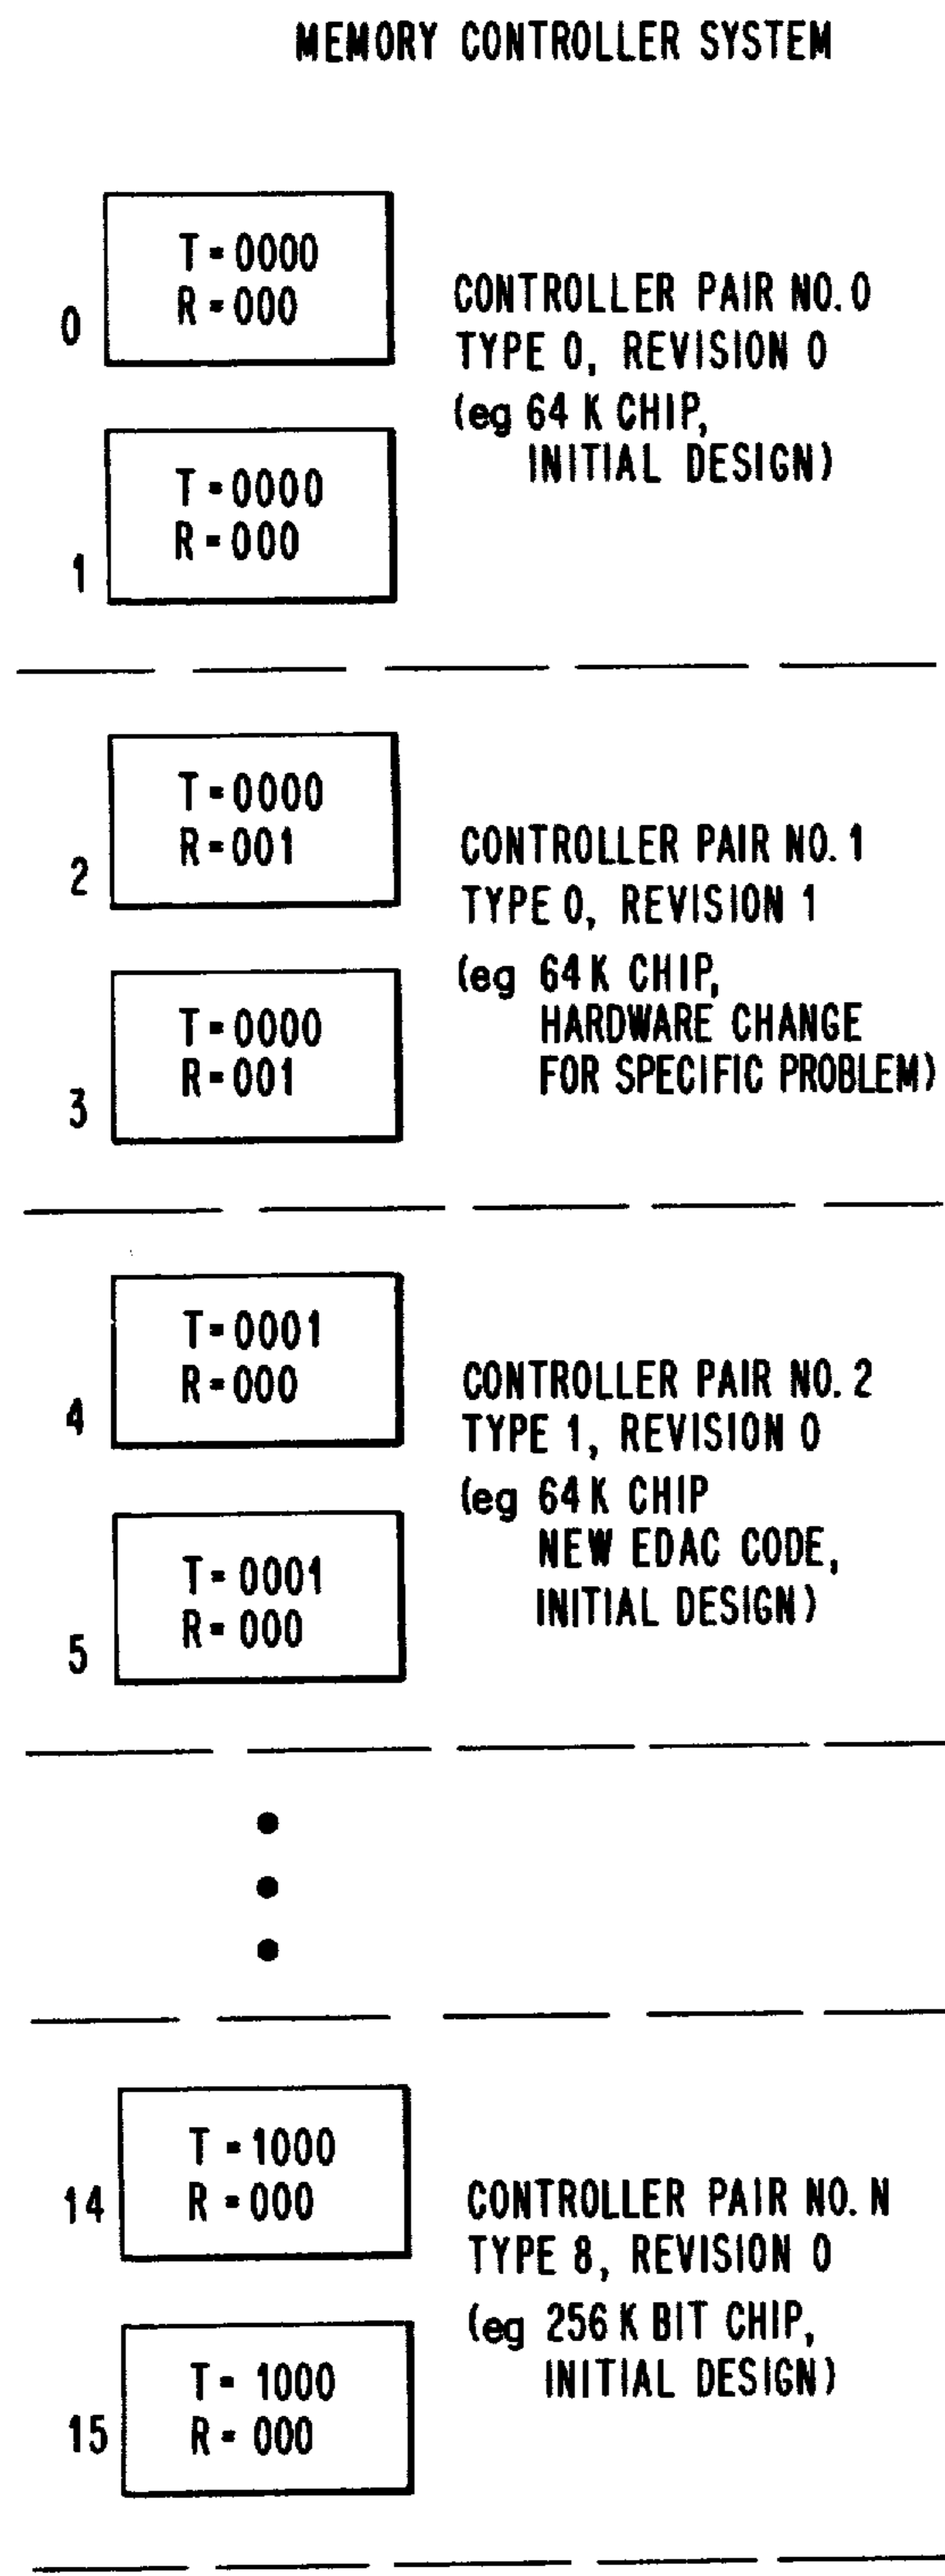 MEMORY CONTROLLER SYSTEM
T=0000
R=000
0
CONTROLLER PAIR NO. 0
TYPE 0, REVISION 0
(eg 64 K CHIP,
INITIAL DESIGN)
T=0000
R=000
1
T=0000
R=001
2
CONTROLLER PAIR NO. 1
TYPE 0, REVISION 1
(eg 64 K CHIP,
HARDWARE CHANGE
FOR SPECIFIC PROBLEM)
T=0000
R=001
3
T=0001
R=000
4
CONTROLLER PAIR NO. 2
TYPE 1, REVISION 0
(eg 64 K CHIP
NEW EDAC CODE,
INITIAL DESIGN)
T=0001
R=000
5
T=1000
R=000
14
CONTROLLER PAIR NO. N
TYPE 8, REVISION 0
(eg 256 K BIT CHIP,
INITIAL DESIGN)
T=1000
R=000
15